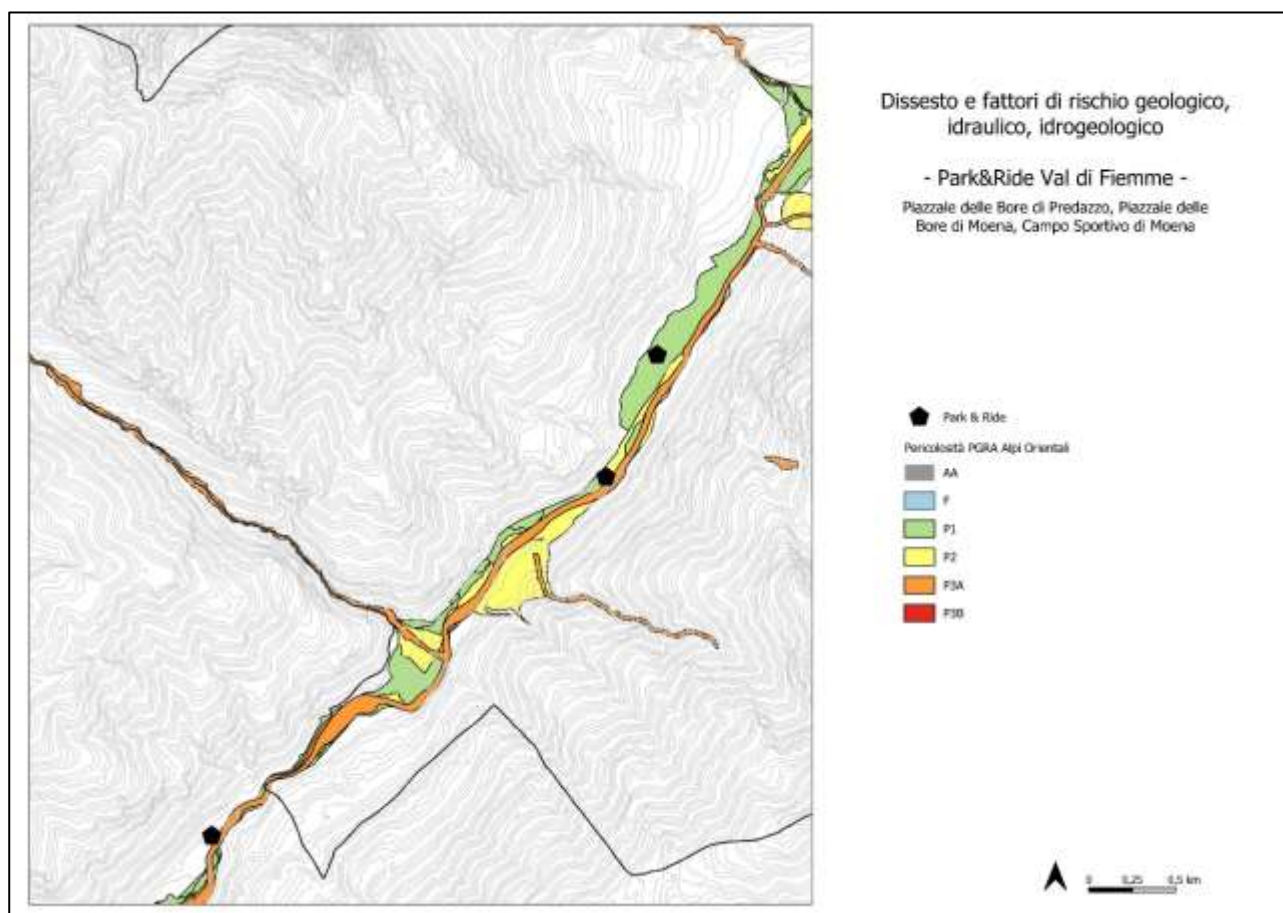 Dissesto e fattori di rischio geologico,
idraulico, idrogeologico
- Park&Ride Val di Fiemme -
Piazzale delle Bore di Predazzo, Piazzale delle
Bore di Moena, Campo Sportivo di Moena
Park & Ride
Pericolosità PGRA Alpi Orientali
AA
F
P1
P2
P3A
P3B
0 0,25 0,5 km